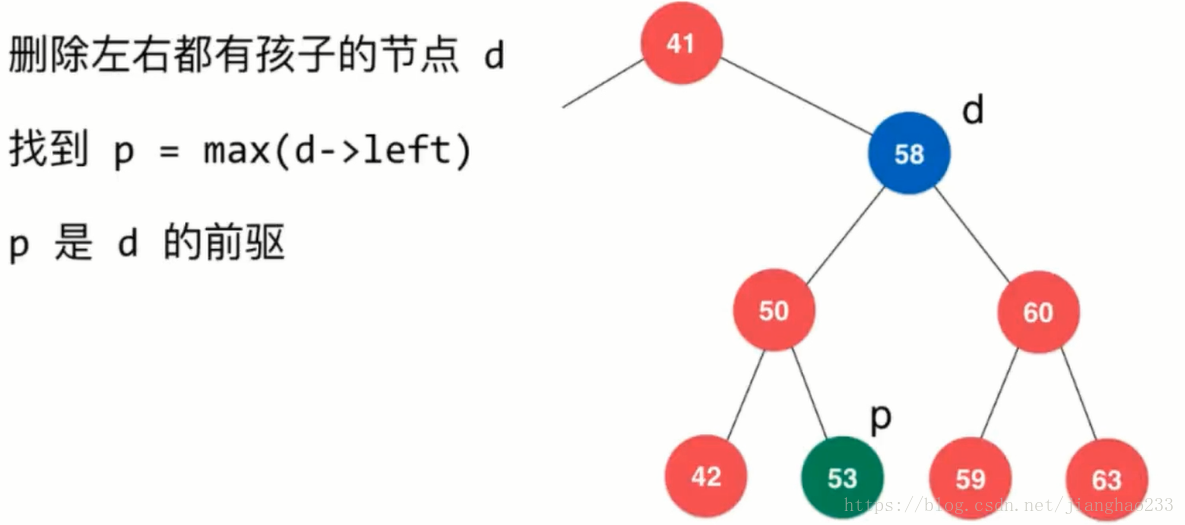 删除左右都有孩子的节点 d
找到 p = max(d->left)
p 是 d 的前驱
41
d
58
50
60
p
42
53
59
63
https://blog.csdn.net/jianghao233